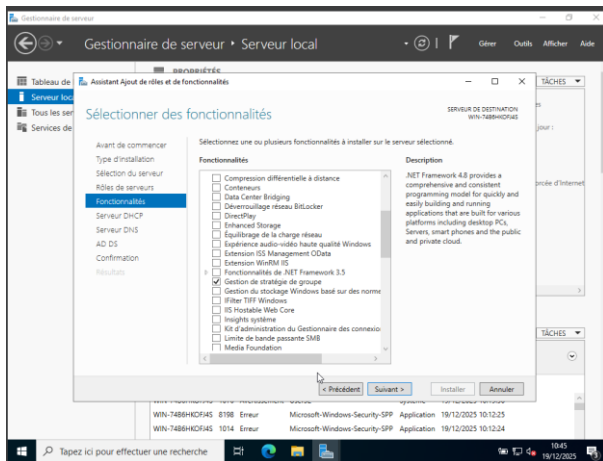 Gestionnaire de serveur
Gestionnaire de serveur • Serveur local
Gérer Outils Afficher Aide
PROPRIÉTÉS
Tableau de
Serveur loc
Tous les ser
Services de
TÂCHES
jour :
orcée d'Internet
Assistant Ajout de rôles et de fonctionnalités
Sélectionner des fonctionnalités
SERVEUR DE DESTINATION
WIN-74B6HKOFJ4S
Avant de commencer
Type d'installation
Sélection du serveur
Rôles de serveurs
Fonctionnalités
Serveur DHCP
Serveur DNS
AD DS
Confirmation
Résultats
Sélectionnez une ou plusieurs fonctionnalités à installer sur le serveur sélectionné.
Fonctionnalités
Compression différentielle à distance
Conteneurs
Data Center Bridging
Déverrouillage réseau BitLocker
DirectPlay
Enhanced Storage
Équilibrage de la charge réseau
Expérience audio-vidéo haute qualité Windows
Extension ISS Management OData
Extension WinRM IIS
Fonctionnalités de .NET Framework 3.5
Gestion de stratégie de groupe
Gestion du stockage Windows basé sur des norme
IFilter TIFF Windows
IIS Hostable Web Core
Insights système
Kit d'administration du Gestionnaire des connexio
Limite de bande passante SMB
Media Foundation
Description
.NET Framework 4.8 provides a
comprehensive and consistent
programming model for quickly and
easily building and running
applications that are built for various
platforms including desktop PCs,
Servers, smart phones and the public
and private cloud.
< Précédent Suivant > Installer Annuler
TÂCHES
WIN-74B6HKOFJ4S 8198 Erreur Microsoft-Windows-Security-SPP Application 19/12/2025 10:12:25
WIN-74B6HKOFJ4S 1014 Erreur Microsoft-Windows-Security-SPP Application 19/12/2025 10:12:24
Tapez ici pour effectuer une recherche
10:45
19/12/2025